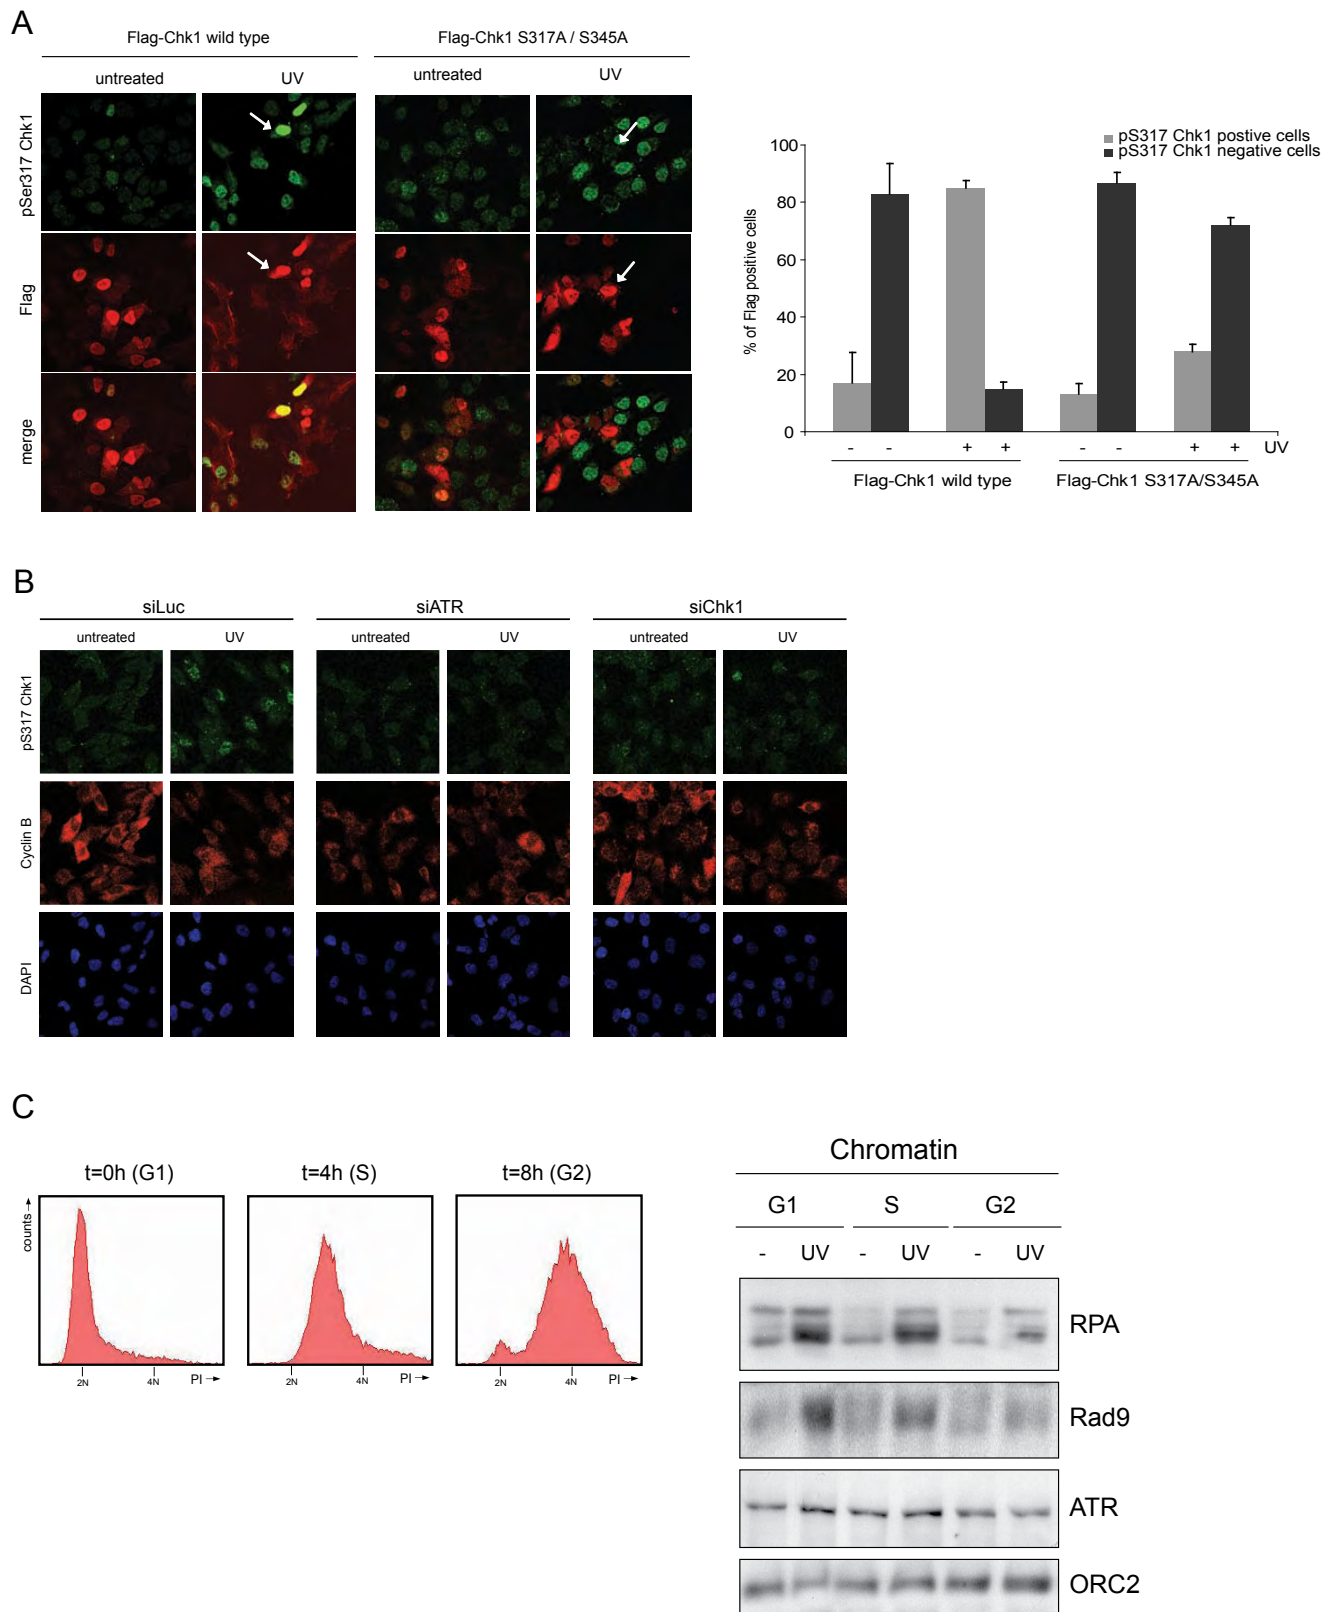 A
Flag-Chk1 wild type
Flag-Chk1 S317A / S345A
untreated
UV
untreated
UV
pSer317 Chk1
Flag
merge
pS317 Chk1 postive cells
pS317 Chk1 negative cells
% of Flag positive cells
100
80
60
40
20
0
- - + + - - + + UV
Flag-Chk1 wild type
Flag-Chk1 S317A/S345A
B
siLuc
siATR
siChk1
untreated
UV
untreated
UV
untreated
UV
pS317 Chk1
Cyclin B
DAPI
C
t=0h (G1)
t=4h (S)
t=8h (G2)
counts →
2N 4N PI →
2N 4N PI →
2N 4N PI →
Chromatin
G1 S G2
- UV - UV - UV
RPA
Rad9
ATR
ORC2